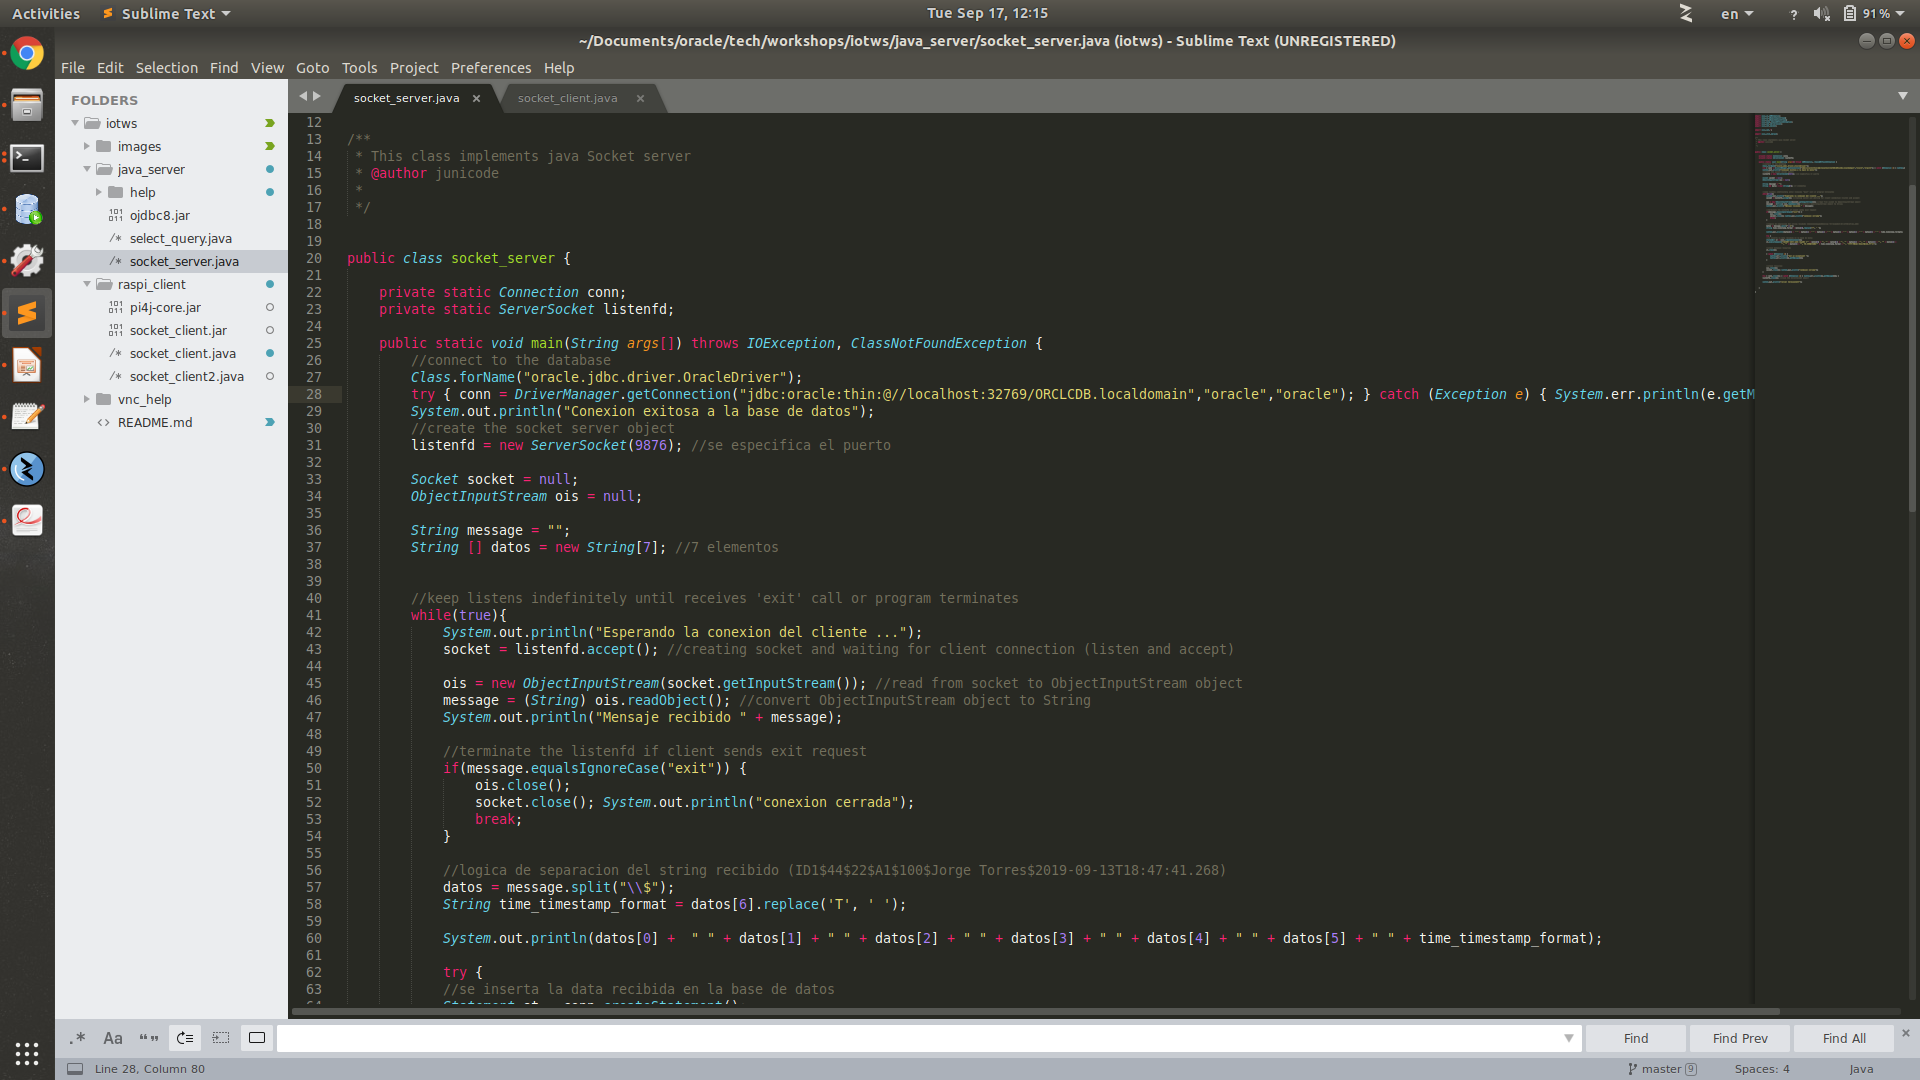 Activities
Sublime Text
Tue Sep 17, 12:15
en
?
91 %
~/Documents/oracle/tech/workshops/iotws/java_server/socket_server.java (iotws) - Sublime Text (UNREGISTERED)
File Edit Selection Find View Goto Tools Project Preferences Help
FOLDERS
iotws
images
java_server
help
ojdbc8.jar
/* select_query.java
/* socket_server.java
raspi_client
pi4j-core.jar
socket_client.jar
/* socket_client.java
/* socket_client2.java
vnc_help
<> README.md
socket_server.java ×
socket_client.java ×
12
13 /**
14 * This class implements java Socket server
15 * @author junicode
16 *
17 */
18
19
20 public class socket_server {
21
22 private static Connection conn;
23 private static ServerSocket listenfd;
24
25 public static void main(String args[]) throws IOException, ClassNotFoundException {
26 //connect to the database
27 Class.forName("oracle.jdbc.driver.OracleDriver");
28 try { conn = DriverManager.getConnection("jdbc:oracle:thin:@//localhost:32769/ORCLCDB.localdomain","oracle","oracle"); } catch (Exception e) { System.err.println(e.getM
29 System.out.println("Conexion exitosa a la base de datos");
30 //create the socket server object
31 listenfd = new ServerSocket(9876); //se especifica el puerto
32
33 Socket socket = null;
34 ObjectInputStream ois = null;
35
36 String message = "";
37 String [] datos = new String[7]; //7 elementos
38
39
40 //keep listens indefinitely until receives 'exit' call or program terminates
41 while(true){
42 System.out.println("Esperando la conexion del cliente ...");
43 socket = listenfd.accept(); //creating socket and waiting for client connection (listen and accept)
44
45 ois = new ObjectInputStream(socket.getInputStream()); //read from socket to ObjectInputStream object
46 message = (String) ois.readObject(); //convert ObjectInputStream object to String
47 System.out.println("Mensaje recibido " + message);
48
49 //terminate the listenfd if client sends exit request
50 if(message.equalsIgnoreCase("exit")) {
51 ois.close();
52 socket.close(); System.out.println("conexion cerrada");
53 break;
54 }
55
56 //logica de separacion del string recibido (ID1$44$22$A1$100$Jorge Torres$2019-09-13T18:47:41.268)
57 datos = message.split("\\$");
58 String time_timestamp_format = datos[6].replace('T', ' ');
59
60 System.out.println(datos[0] +  " " + datos[1] + " " + datos[2] + " " + datos[3] + " " + datos[4] + " " + datos[5] + " " + time_timestamp_format);
61
62 try {
63 //se inserta la data recibida en la base de datos
.* Aa “”
Find
Find Prev
Find All
×
Line 28, Column 80
master 9
Spaces: 4
Java